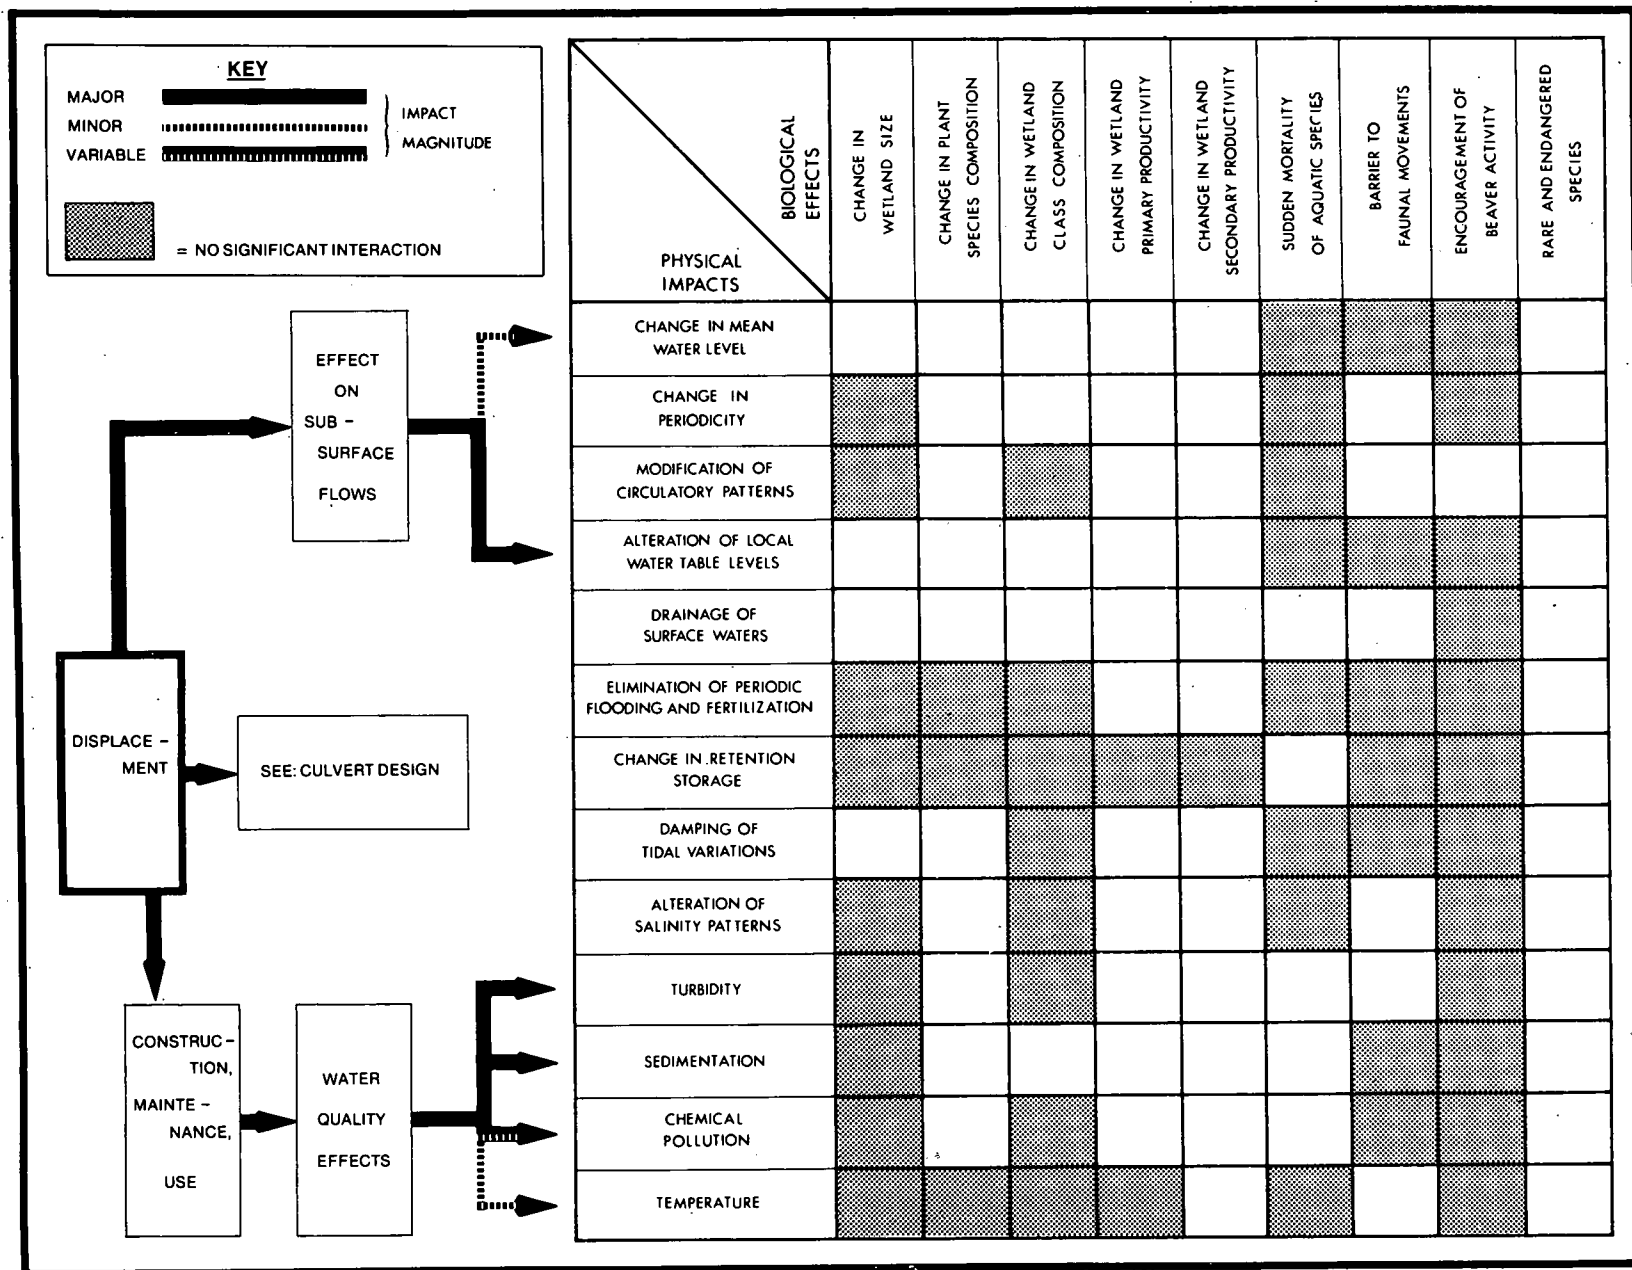 KEY
MAJOR
MINOR
VARIABLE
IMPACT
MAGNITUDE
= NO SIGNIFICANT INTERACTION
EFFECT
ON
SUB -
SURFACE
FLOWS
DISPLACE -
MENT
SEE: CULVERT DESIGN
CONSTRUC -
TION,
MAINTE -
NANCE,
USE
WATER
QUALITY
EFFECTS
BIOLOGICAL
EFFECTS
PHYSICAL
IMPACTS
CHANGE IN
WETLAND SIZE
CHANGE IN PLANT
SPECIES COMPOSITION
CHANGE IN WETLAND
CLASS COMPOSITION
CHANGE IN WETLAND
PRIMARY PRODUCTIVITY
CHANGE IN WETLAND
SECONDARY PRODUCTIVITY
SUDDEN MORTALITY
OF AQUATIC SPECIES
BARRIER TO
FAUNAL MOVEMENTS
ENCOURAGEMENT OF
BEAVER ACTIVITY
RARE AND ENDANGERED
SPECIES
CHANGE IN MEAN
WATER LEVEL
CHANGE IN
PERIODICITY
MODIFICATION OF
CIRCULATORY PATTERNS
ALTERATION OF LOCAL
WATER TABLE LEVELS
DRAINAGE OF
SURFACE WATERS
ELIMINATION OF PERIODIC
FLOODING AND FERTILIZATION
CHANGE IN RETENTION
STORAGE
DAMPING OF
TIDAL VARIATIONS
ALTERATION OF
SALINITY PATTERNS
TURBIDITY
SEDIMENTATION
CHEMICAL
POLLUTION
TEMPERATURE